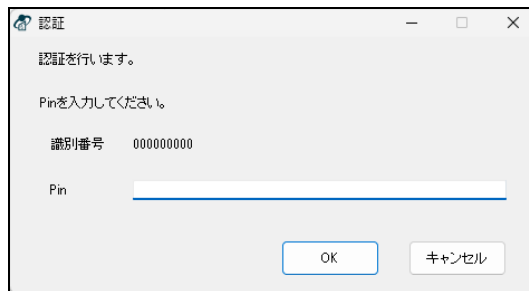 認証
認証を行います。
Pinを入力してください。
識別番号 000000000
Pin
OK キャンセル